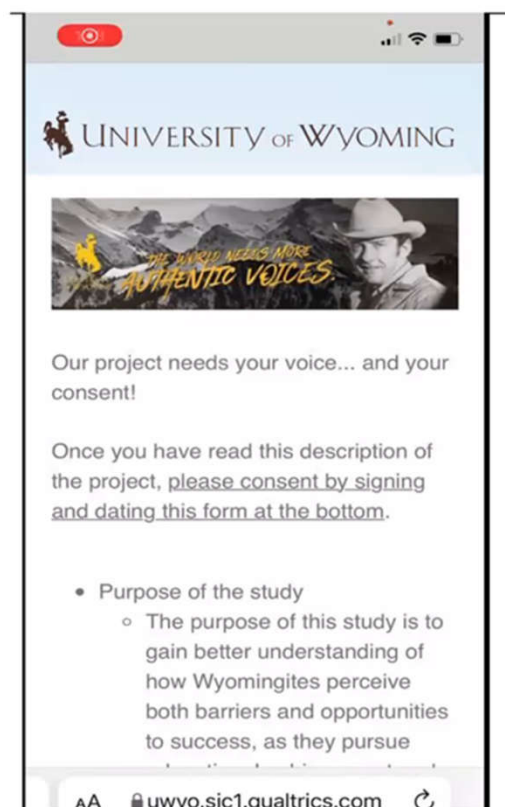 UNIVERSITY OF WYOMING
THE WORLD NEEDS MORE
AUTHENTIC VOICES.
Our project needs your voice... and your
consent!
Once you have read this description of
the project, please consent by signing
and dating this form at the bottom.
• Purpose of the study
○ The purpose of this study is to
gain better understanding of
how Wyomingites perceive
both barriers and opportunities
to success, as they pursue
AA uwyo.sjc1.qualtrics.com